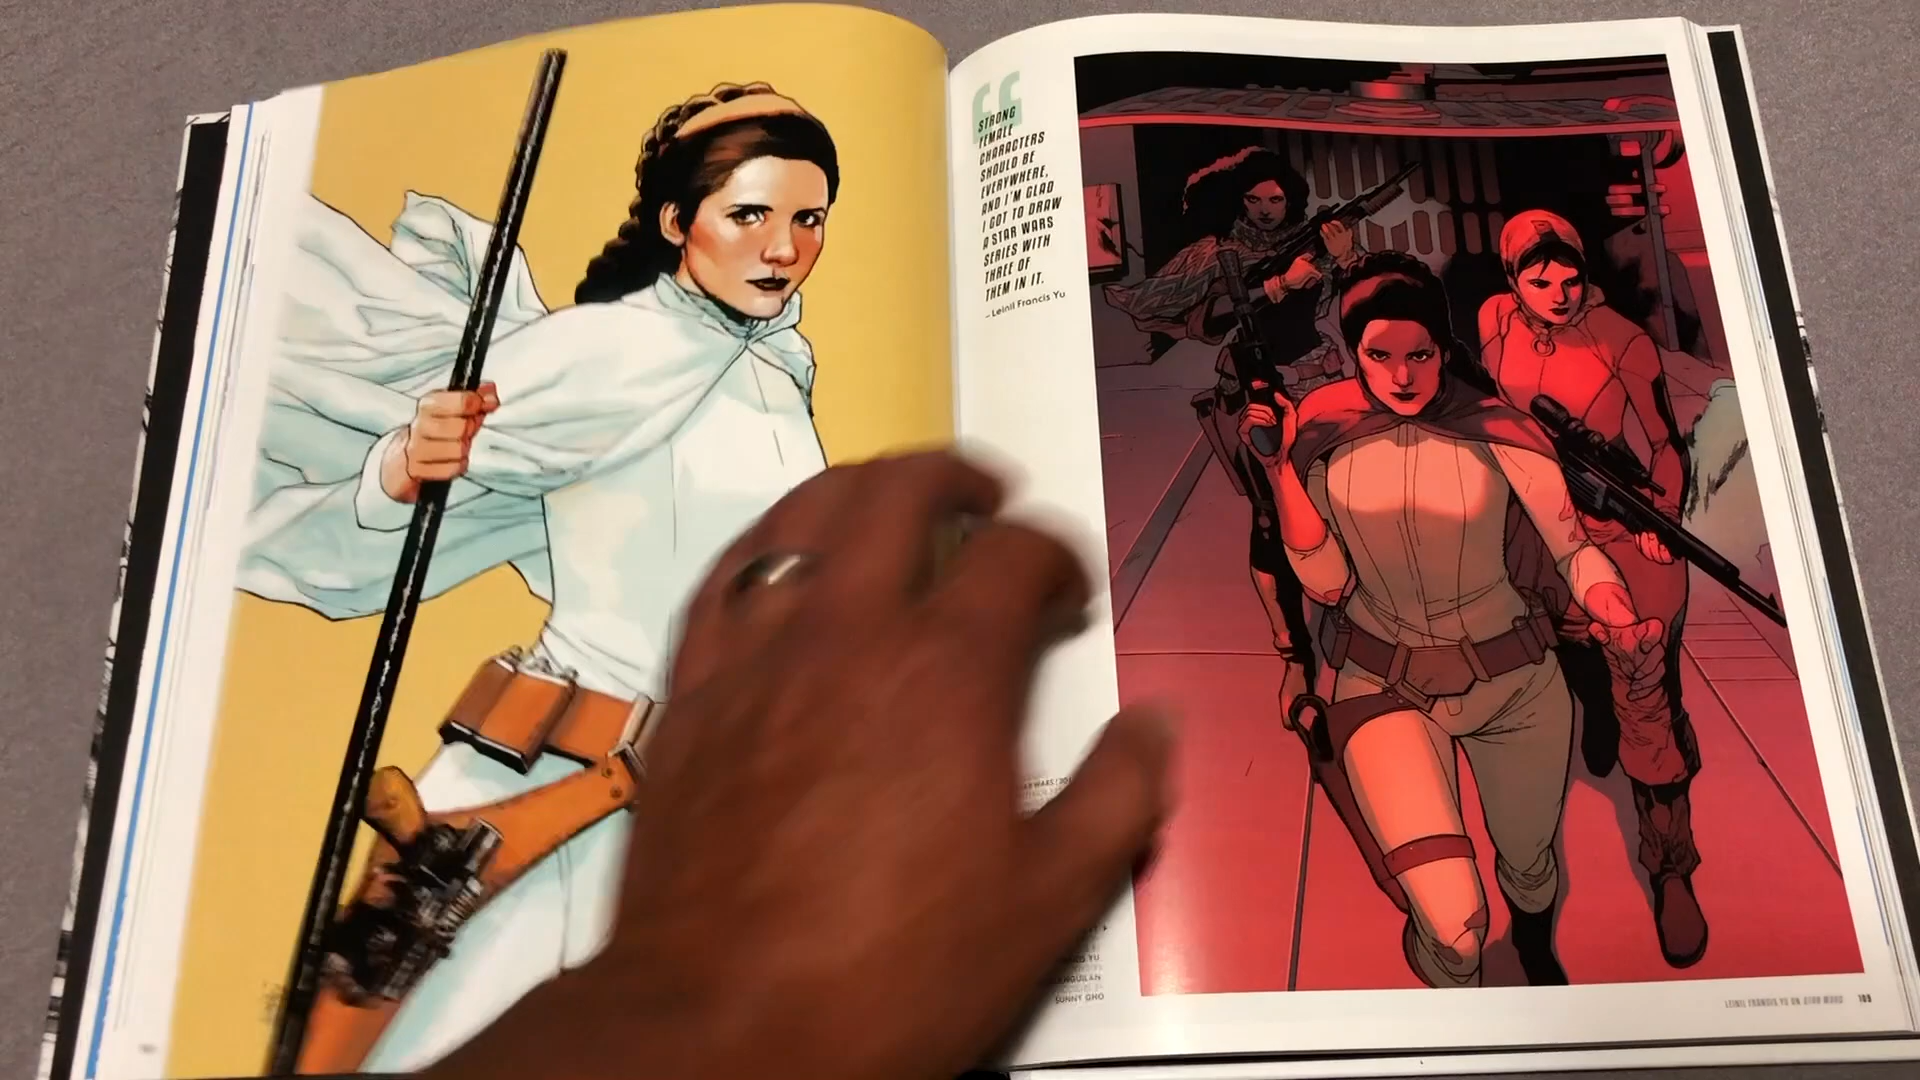 STRONG
FEMALE
CHARACTERS
SHOULD BE
EVERYWHERE,
AND I'M GLAD
I GOT TO DRAW
A STAR WARS
SERIES WITH
THREE OF
THEM IN IT.
– Leinil Francis Yu
YU
SUNNY GHO
LEINIL FRANCIS YU ON STAR WARS 109